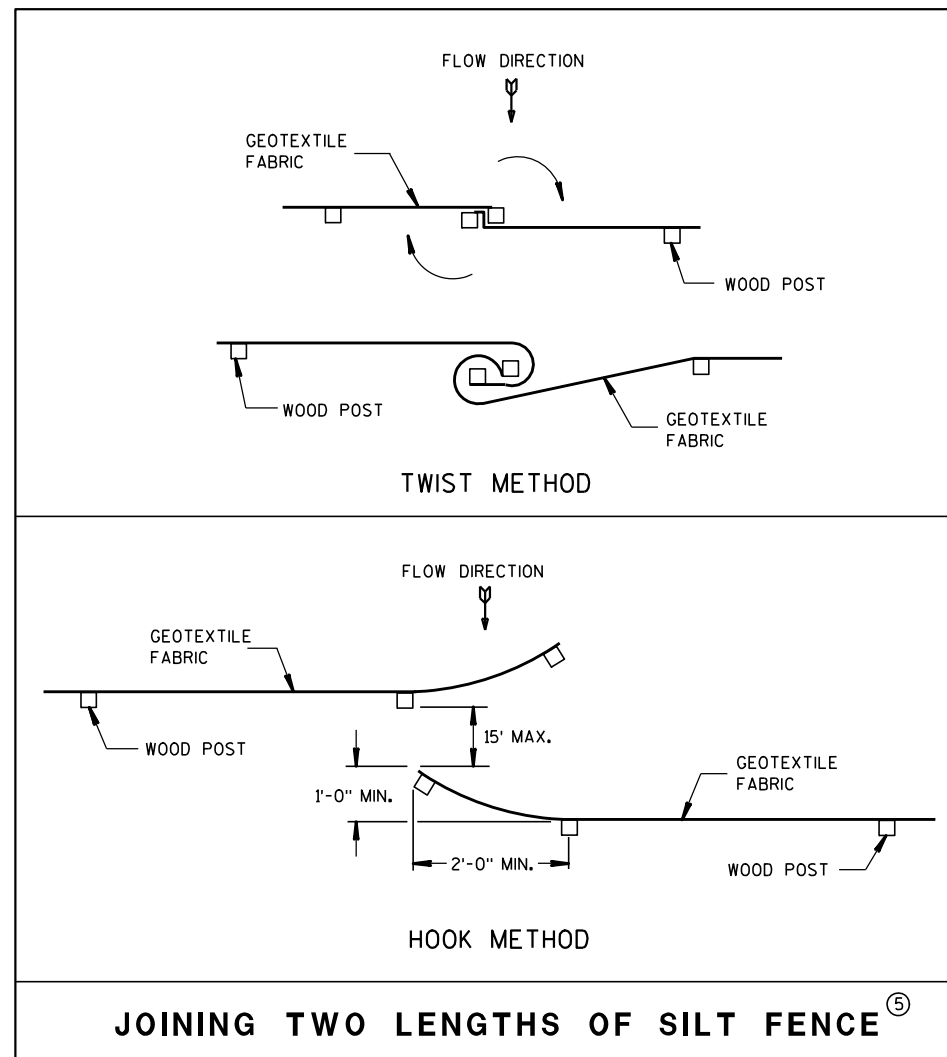 FLOW DIRECTION
GEOTEXTILE
FABRIC
WOOD POST
WOOD POST
GEOTEXTILE
FABRIC
TWIST METHOD
FLOW DIRECTION
GEOTEXTILE
FABRIC
WOOD POST
15' MAX.
1'-0" MIN.
GEOTEXTILE
FABRIC
2'-0" MIN.
WOOD POST
HOOK METHOD
JOINING TWO LENGTHS OF SILT FENCE ⑤